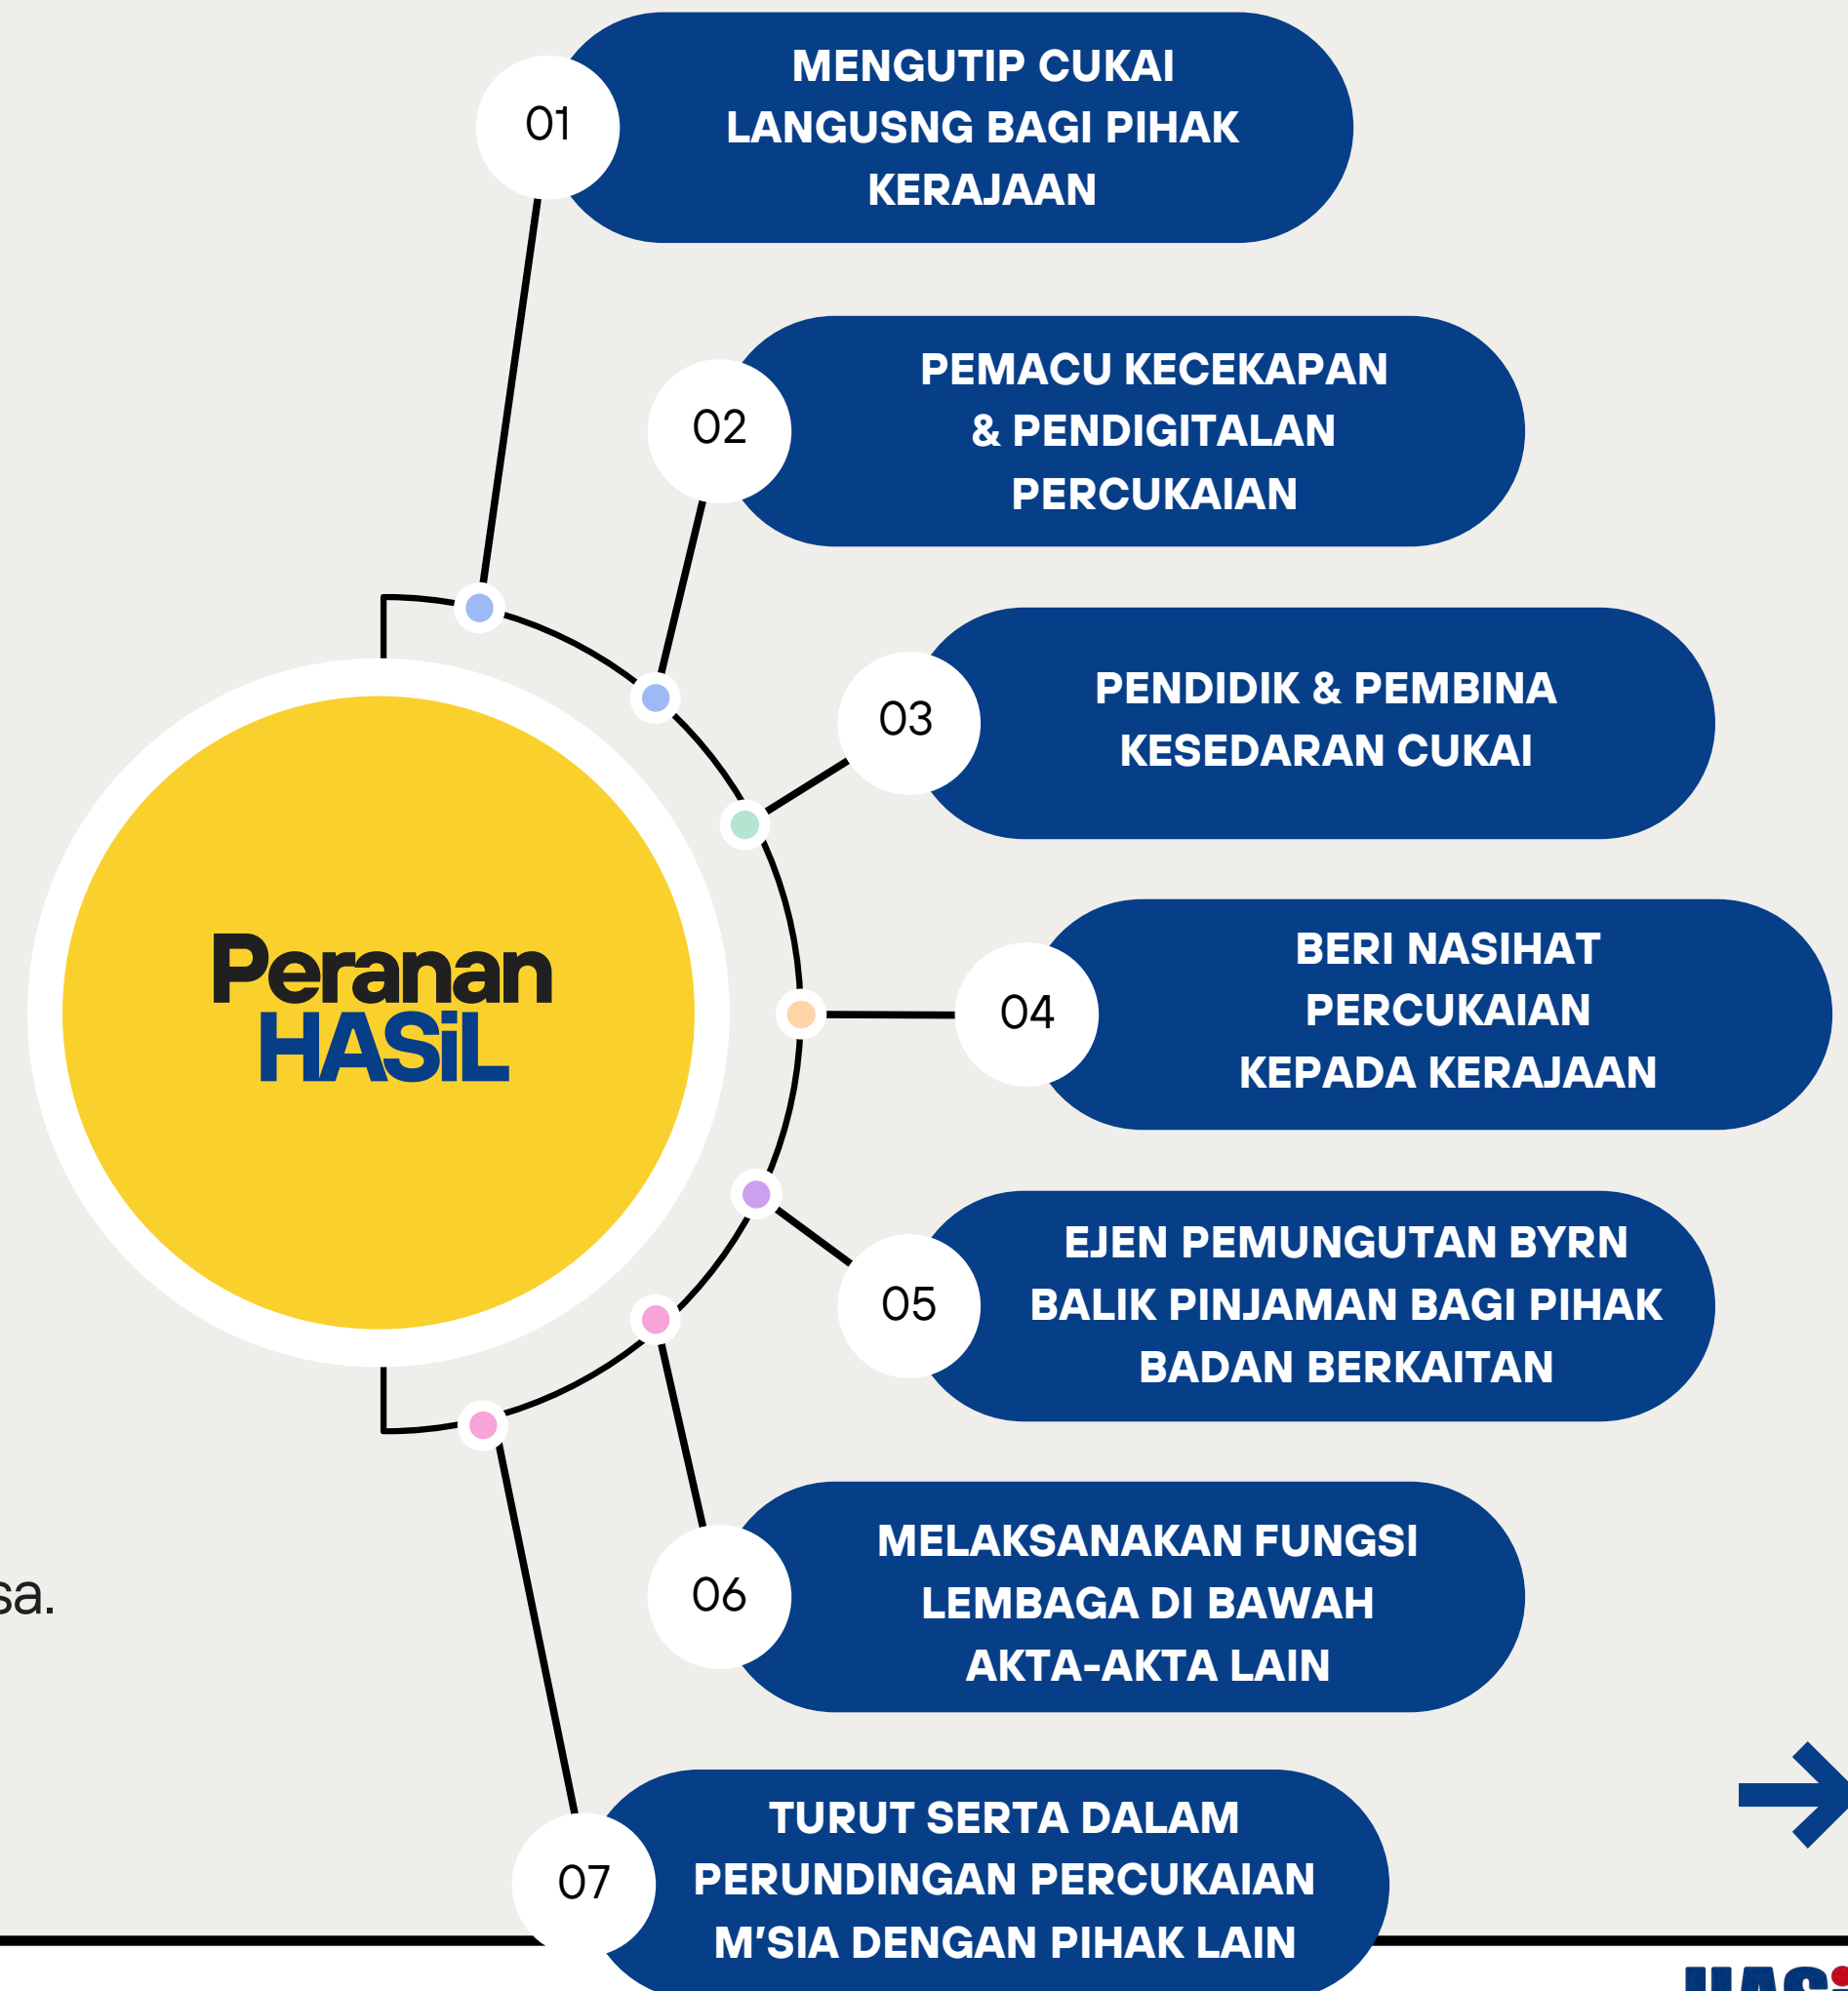 01
MENGUTIP CUKAI
LANGUSNG BAGI PIHAK
KERAJAAN
02
PEMACU KECEKAPAN
& PENDIGITALAN
PERCUKAIAN
03
PENDIDIK & PEMBINA
KESEDARAN CUKAI
Peranan
HASiL
04
BERI NASIHAT
PERCUKAIAN
KEPADA KERAJAAN
05
EJEN PEMUNGUTAN BYRN
BALIK PINJAMAN BAGI PIHAK
BADAN BERKAITAN
06
MELAKSANAKAN FUNGSI
LEMBAGA DI BAWAH
AKTA-AKTA LAIN
sa.
07
TURUT SERTA DALAM
PERUNDINGAN PERCUKAIAN
M'SIA DENGAN PIHAK LAIN